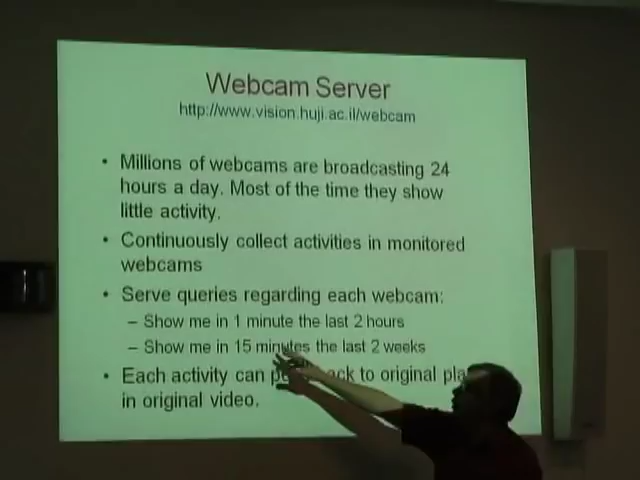 Webcam Server
http://www.vision.huji.ac.il/webcam
• Millions of webcams are broadcasting 24
hours a day. Most of the time they show
little activity.
• Continuously collect activities in monitored
webcams
• Serve queries regarding each webcam:
– Show me in 1 minute the last 2 hours
– Show me in 15 minutes the last 2 weeks
• Each activity can to original
in original video.